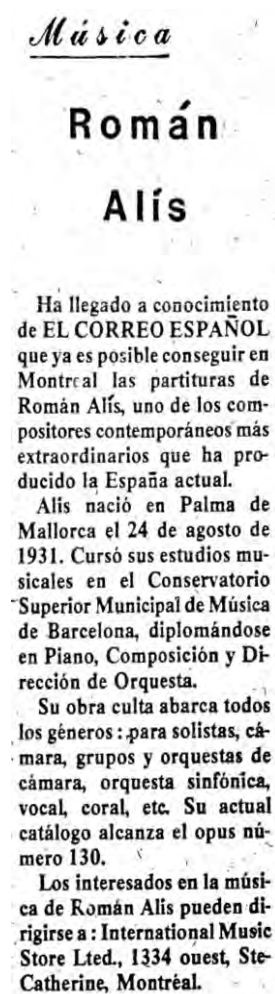 Música
Román
Alís
Ha llegado a conocimiento
de EL CORREO ESPAÑOL
que ya es posible conseguir en
Montreal las partituras de
Román Alís, uno de los com-
positores contemporáneos más
extraordinarios que ha pro-
ducido la España actual.
Alís nació en Palma de
Mallorca el 24 de agosto de
1931. Cursó sus estudios mu-
sicales en el Conservatorio
Superior Municipal de Música
de Barcelona, diplomándose
en Piano, Composición y Di-
rección de Orquesta.
Su obra culta abarca todos
los géneros: para solistas, cá-
mara, grupos y orquestas de
cámara, orquesta sinfónica,
vocal, coral, etc. Su actual
catálogo alcanza el opus nú-
mero 130.
Los interesados en la músi-
ca de Román Alís pueden di-
rigirse a: International Music
Store Lted., 1334 ouest, Ste-
Catherine, Montréal.